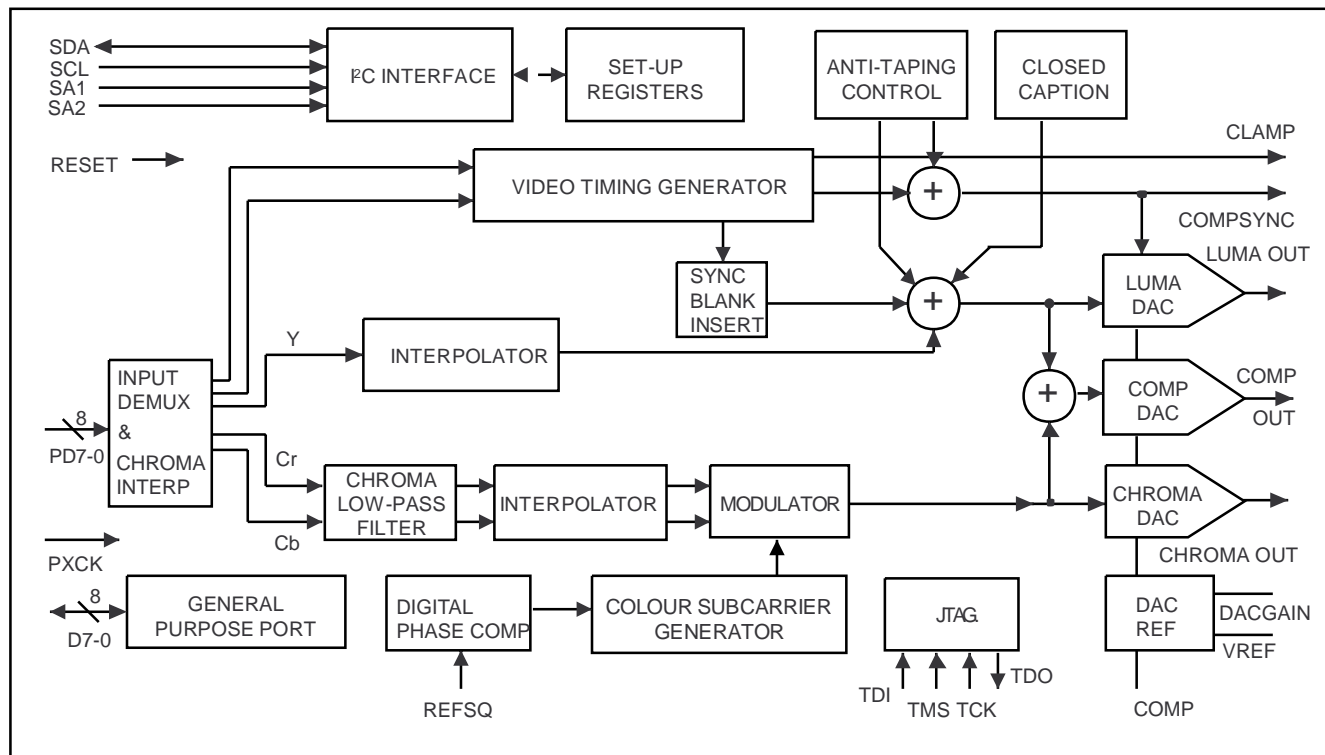 SDA
SCL
SA1
SA2
I²C INTERFACE
SET-UP
REGISTERS
ANTI-TAPING
CONTROL
CLOSED
CAPTION
RESET
VIDEO TIMING GENERATOR
+
CLAMP
COMPSYNC
SYNC
BLANK
INSERT
+
LUMA
DAC
LUMA OUT
Y
INTERPOLATOR
INPUT
DEMUX
&
CHROMA
INTERP
8
PD7-0
+
COMP
DAC
COMP
OUT
Cr
Cb
CHROMA
LOW-PASS
FILTER
INTERPOLATOR
MODULATOR
CHROMA
DAC
CHROMA OUT
PXCK
8
D7-0
GENERAL
PURPOSE PORT
DIGITAL
PHASE COMP
REFSQ
COLOUR SUBCARRIER
GENERATOR
JTAG.
TDI
TMS
TCK
TDO
DAC
REF
DACGAIN
VREF
COMP